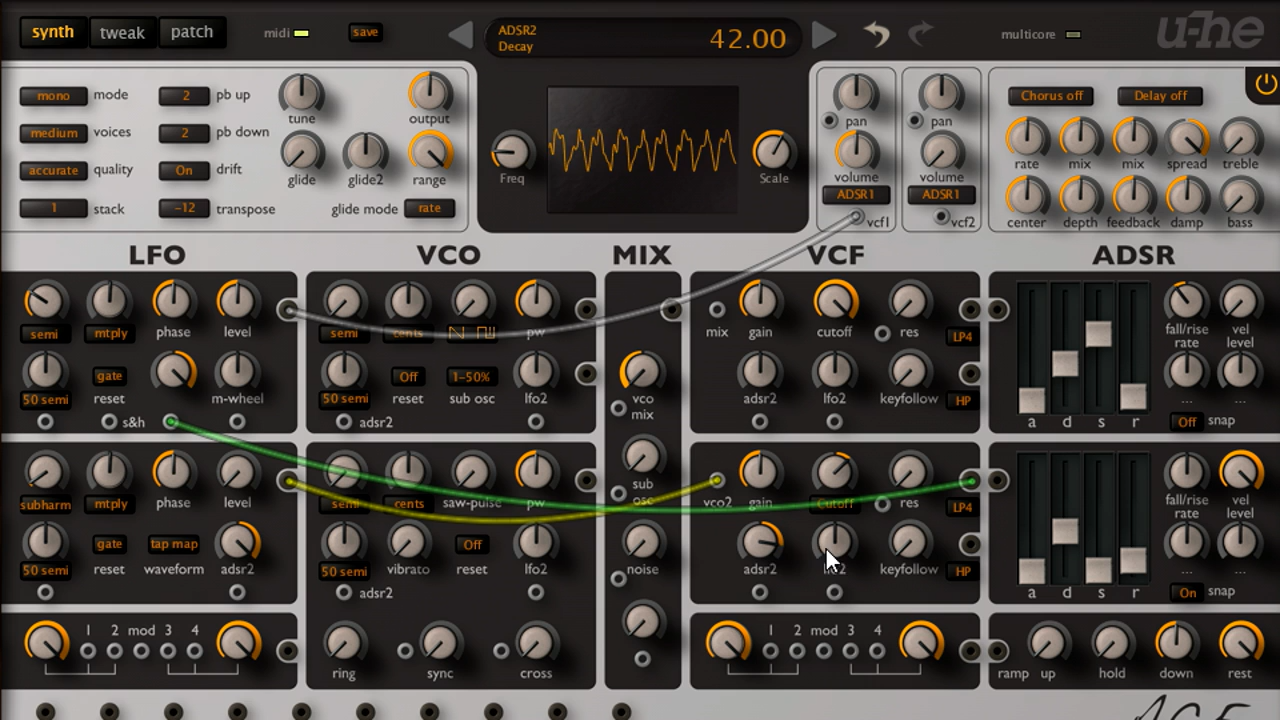 synth tweak patch midi save
ADSR2
Decay 42.00
multicore u-he
mono mode 2 pb up tune output
medium voices 2 pb down
accurate quality On drift glide glide2 range
1 stack -12 transpose glide mode rate
Freq Scale
pan pan
volume volume
ADSR1 ADSR1
vcf1 vcf2
Chorus off Delay off
rate mix mix spread treble
center depth feedback damp bass
LFO VCO MIX VCF ADSR
semi mtply phase level
50 semi gate reset m-wheel
s&h
semi cents pw
50 semi Off reset 1-50% sub osc lfo2
adsr2
vco mix
mix gain cutoff res LP4
adsr2 lfo2 keyfollow HP
fall/rise rate vel level
... ...
a d s r Off snap
subharm mtply phase level
50 semi gate reset tap map waveform adsr2
semi cents saw-pulse pw
50 semi vibrato Off reset lfo2
adsr2
sub osc
noise
vco2 gain Cutoff res LP4
adsr2 lfo2 keyfollow HP
fall/rise rate vel level
... ...
a d s r On snap
1 2 mod 3 4
ring sync cross
1 2 mod 3 4
ramp up hold down rest